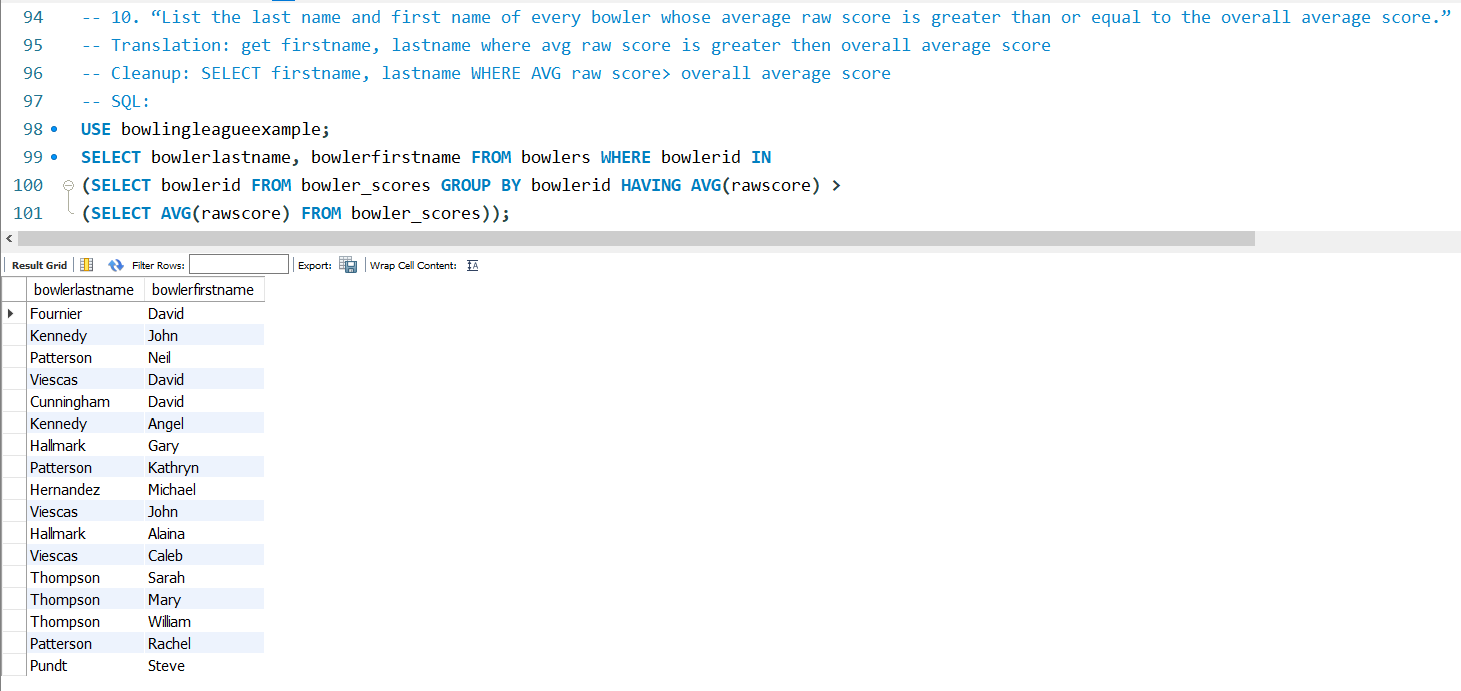 94 -- 10. “List the last name and first name of every bowler whose average raw score is greater than or equal to the overall average score.”
95 -- Translation: get firstname, lastname where avg raw score is greater then overall average score
96 -- Cleanup: SELECT firstname, lastname WHERE AVG raw score> overall average score
97 -- SQL:
98 USE bowlingleagueexample;
99 SELECT bowlerlastname, bowlerfirstname FROM bowlers WHERE bowlerid IN
100 (SELECT bowlerid FROM bowler_scores GROUP BY bowlerid HAVING AVG(rawscore) >
101 (SELECT AVG(rawscore) FROM bowler_scores));
Result Grid Filter Rows: Export: Wrap Cell Content:
bowlerlastname bowlerfirstname
Fournier David
Kennedy John
Patterson Neil
Viescas David
Cunningham David
Kennedy Angel
Hallmark Gary
Patterson Kathryn
Hernandez Michael
Viescas John
Hallmark Alaina
Viescas Caleb
Thompson Sarah
Thompson Mary
Thompson William
Patterson Rachel
Pundt Steve